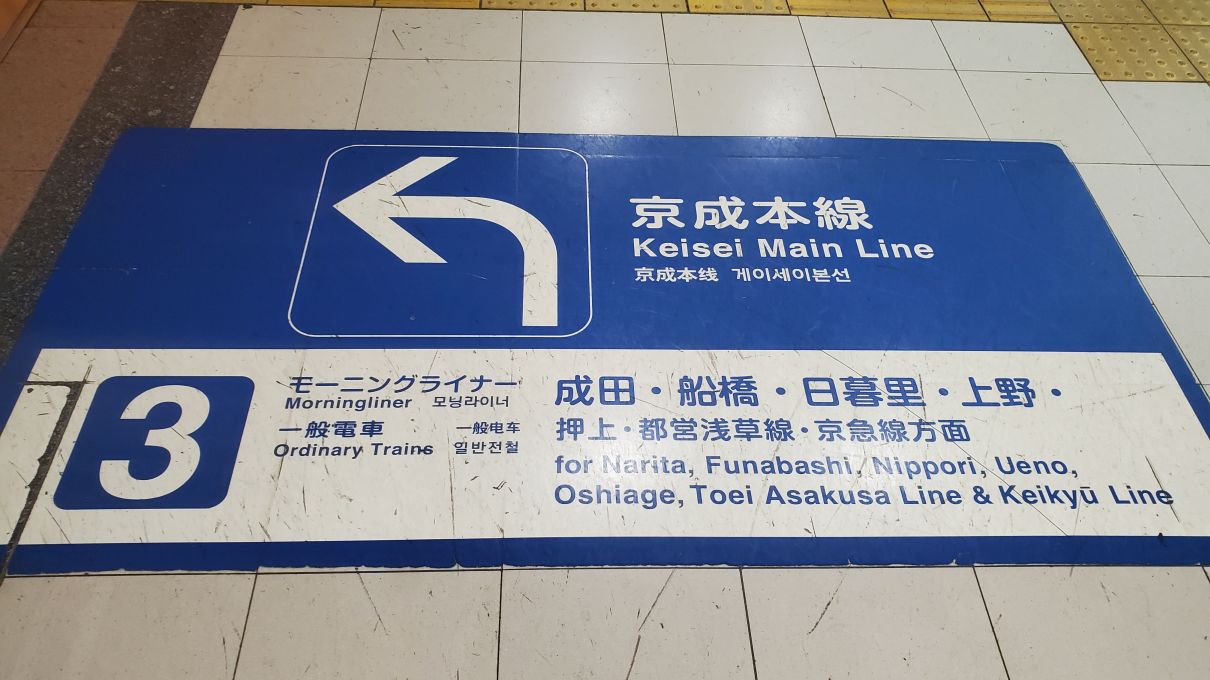 京成本線
Keisei Main Line
京成本线 게이세이본선
3
モーニングライナー
Morningliner 모닝라이너
一般電車 一般电车
Ordinary Trains 일반전철
成田・船橋・日暮里・上野・
押上・都営浅草線・京急線方面
for Narita, Funabashi, Nippori, Ueno,
Oshiage, Toei Asakusa Line & Keikyū Line